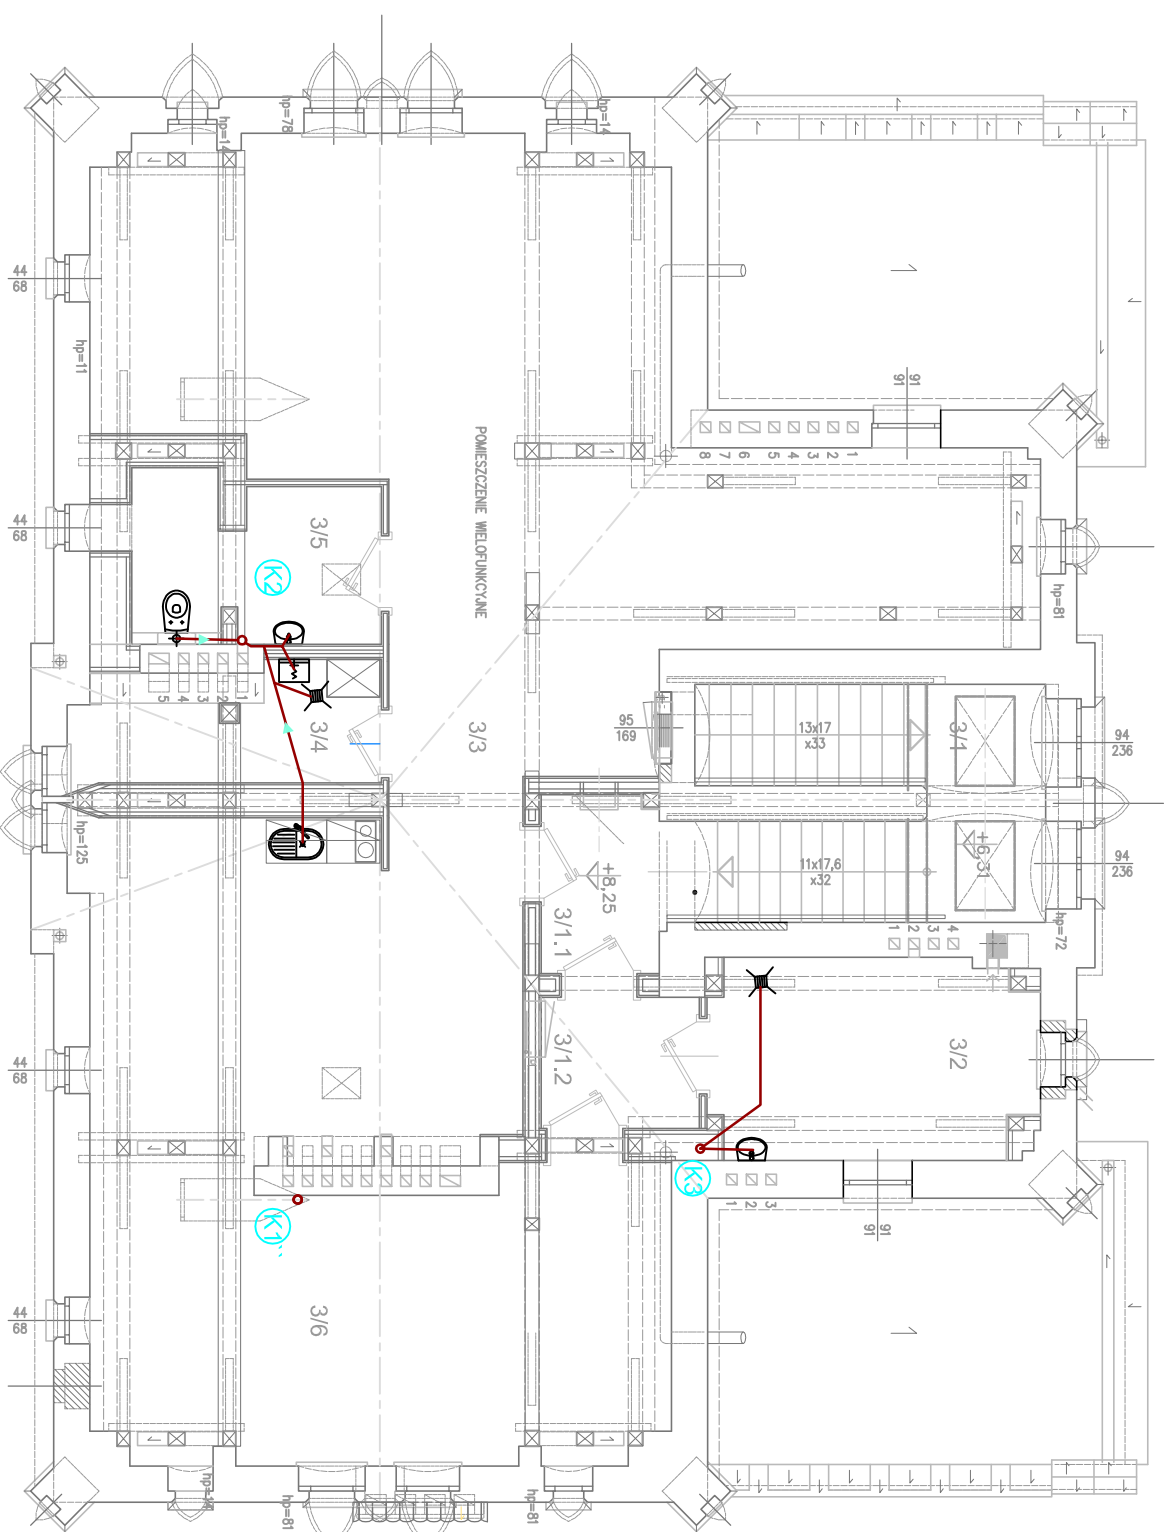 hp=78
hp=14
hp=14
44
68
hp=11
91
91
8 7 6 5 4 3 2 1
POMIESZCZENIE WIELOFUNKCYJNE
44
68
3/5
K2
hp=81
5 4 3 2 1
3/4
3/3
95
169
13x17
x33
3/1
94
236
hp=125
11x17,6
x32
+6,31
94
236
+8,25
3/1.1
1 2 3 4
hp=72
3/1.2
3/2
44
68
K3
1 2 3
K1``
91
91
3/6
44
68
hp=81
hp=81